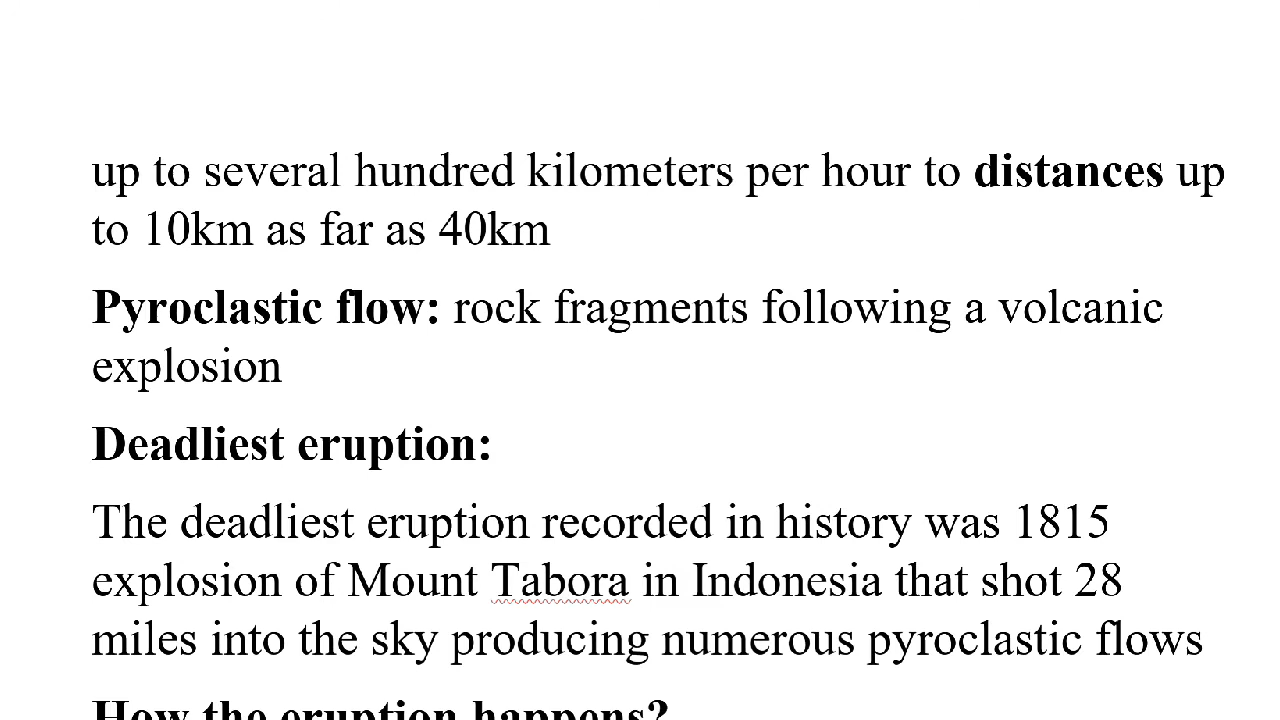 up to several hundred kilometers per hour to distances up
to 10km as far as 40km
Pyroclastic flow: rock fragments following a volcanic
explosion
Deadliest eruption:
The deadliest eruption recorded in history was 1815
explosion of Mount Tabora in Indonesia that shot 28
miles into the sky producing numerous pyroclastic flows
How the eruption happens?